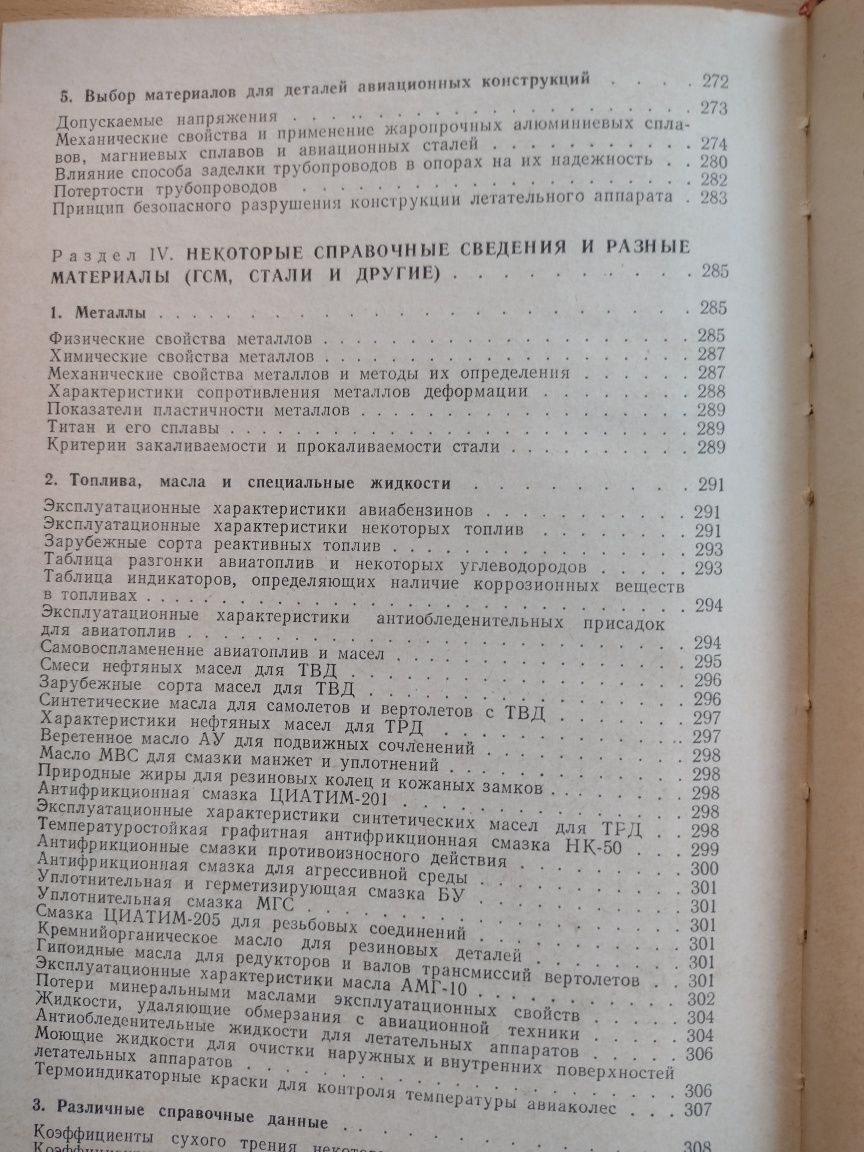 5. Выбор материалов для деталей авиационных конструкций . . . . 272
Допускаемые напряжения . . . . . . . . . . . . . . . . 273
Механические свойства и применение жаропрочных алюминиевых спла-
вов, магниевых сплавов и авиационных сталей . . . . . . . . . 274
Влияние способа заделки трубопроводов в опорах на их надежность . . 280
Потертости трубопроводов . . . . . . . . . . . . . . . . 282
Принцип безопасного разрушения конструкции летательного аппарата . 283
Раздел IV. НЕКОТОРЫЕ СПРАВОЧНЫЕ СВЕДЕНИЯ И РАЗНЫЕ
МАТЕРИАЛЫ (ГСМ, СТАЛИ И ДРУГИЕ) . . . . . . . . . . 285
1. Металлы . . . . . . . . . . . . . . . . . . . . . 285
Физические свойства металлов . . . . . . . . . . . . . . . 285
Химические свойства металлов . . . . . . . . . . . . . . . 287
Механические свойства металлов и методы их определения . . . . . . 287
Характеристики сопротивления металлов деформации . . . . . . . . 288
Показатели пластичности металлов . . . . . . . . . . . . . 289
Титан и его сплавы . . . . . . . . . . . . . . . . . . . 289
Критерии закаливаемости и прокаливаемости стали . . . . . . . . 289
2. Топлива, масла и специальные жидкости . . . . . . . . . . 291
Эксплуатационные характеристики авиабензинов . . . . . . . . . 291
Эксплуатационные характеристики некоторых топлив . . . . . . . 291
Зарубежные сорта реактивных топлив . . . . . . . . . . . . 293
Таблица разгонки авиатоплив и некоторых углеводородов . . . . . 293
Таблица индикаторов, определяющих наличие коррозионных веществ
в топливах . . . . . . . . . . . . . . . . . . . . . 294
Эксплуатационные характеристики антиобледенительных присадок
для авиатоплив . . . . . . . . . . . . . . . . . . . 294
Самовоспламенение авиатоплив и масел . . . . . . . . . . . 295
Смеси нефтяных масел для ТВД . . . . . . . . . . . . . . 296
Зарубежные сорта масел для ТВД . . . . . . . . . . . . . 296
Синтетические масла для самолетов и вертолетов с ТВД . . . . . . 297
Характеристики нефтяных масел для ТРД . . . . . . . . . . 297
Веретенное масло АУ для подвижных сочленений . . . . . . . . 298
Масло МВС для смазки манжет и уплотнений . . . . . . . . . 298
Природные жиры для резиновых колец и кожаных замков . . . . . . 298
Антифрикционная смазка ЦИАТИМ-201 . . . . . . . . . . . 298
Эксплуатационные характеристики синтетических масел для ТРД . . 298
Температуростойкая графитная антифрикционная смазка НК-50 . . . 299
Антифрикционные смазки противоизносного действия . . . . . . . 300
Антифрикционная смазка для агрессивной среды . . . . . . . . 301
Уплотнительная и герметизирующая смазка БУ . . . . . . . . . 301
Уплотнительная смазка МГС . . . . . . . . . . . . . . . 301
Смазка ЦИАТИМ-205 для резьбовых соединений . . . . . . . . 301
Кремнийорганическое масло для резиновых деталей . . . . . . . 301
Гипоидные масла для редукторов и валов трансмиссий вертолетов . . 301
Эксплуатационные характеристики масла АМГ-10 . . . . . . . . 302
Потери минеральными маслами эксплуатационных свойств . . . . . 304
Жидкости, удаляющие обмерзания с авиационной техники . . . . . 304
Антиобледенительные жидкости для летательных аппаратов . . . . . 306
Моющие жидкости для очистки наружных и внутренних поверхностей
летательных аппаратов . . . . . . . . . . . . . . . . . 306
Термоиндикаторные краски для контроля температуры авиаколес . . . 307
3. Различные справочные данные . . . . . . . . . . . . . . 308
Коэффициенты сухого трения